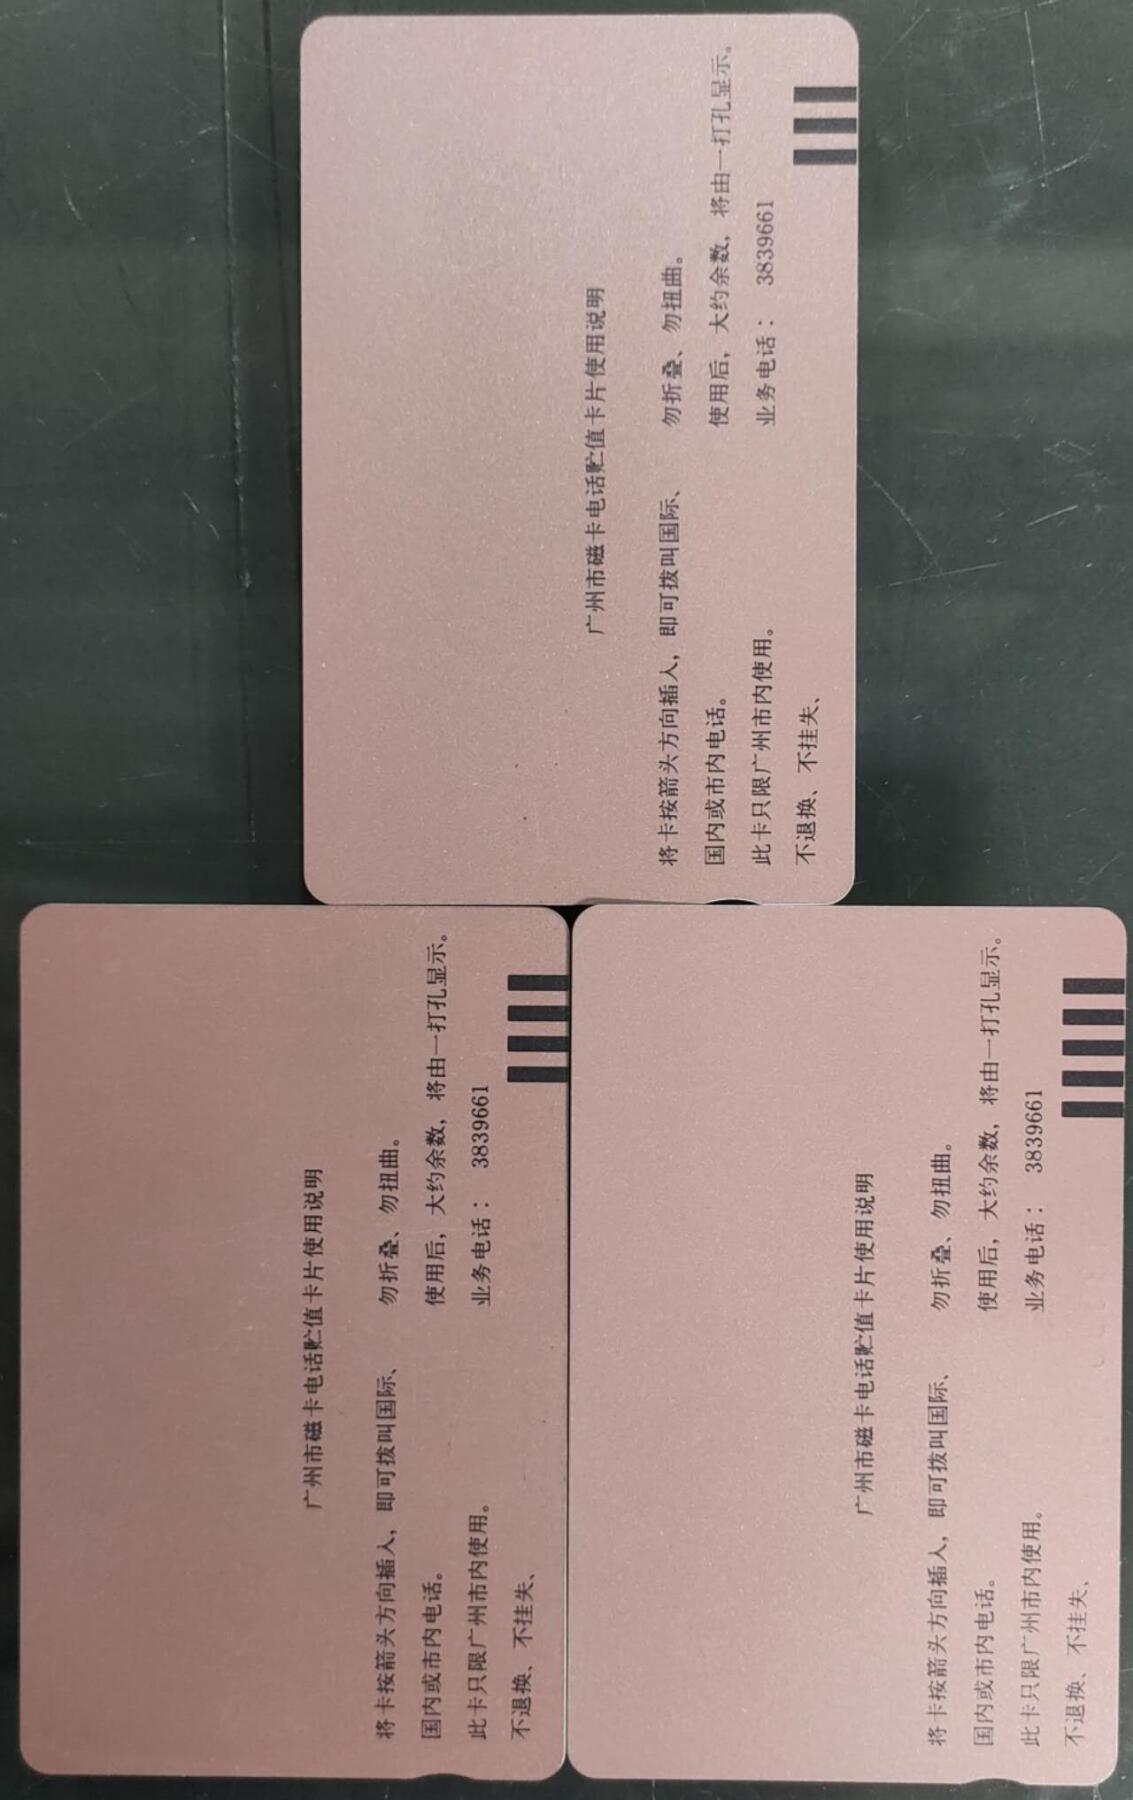 广州市磁卡电话贮值卡片使用说明
将卡按箭头方向插入，即可拨叫国际、
国内或市内电话。
此卡只限广州市内使用。
不退换、不挂失、
勿折叠、勿扭曲。
使用后，大约余数，将由一打孔显示。
业务电话： 3839661
广州市磁卡电话贮值卡片使用说明
将卡按箭头方向插入，即可拨叫国际、
国内或市内电话。
此卡只限广州市内使用。
不退换、不挂失、
勿折叠、勿扭曲。
使用后，大约余数，将由一打孔显示。
业务电话： 3839661
广州市磁卡电话贮值卡片使用说明
将卡按箭头方向插入，即可拨叫国际、
国内或市内电话。
此卡只限广州市内使用。
不退换、不挂失、
勿折叠、勿扭曲。
使用后，大约余数，将由一打孔显示。
业务电话： 3839661